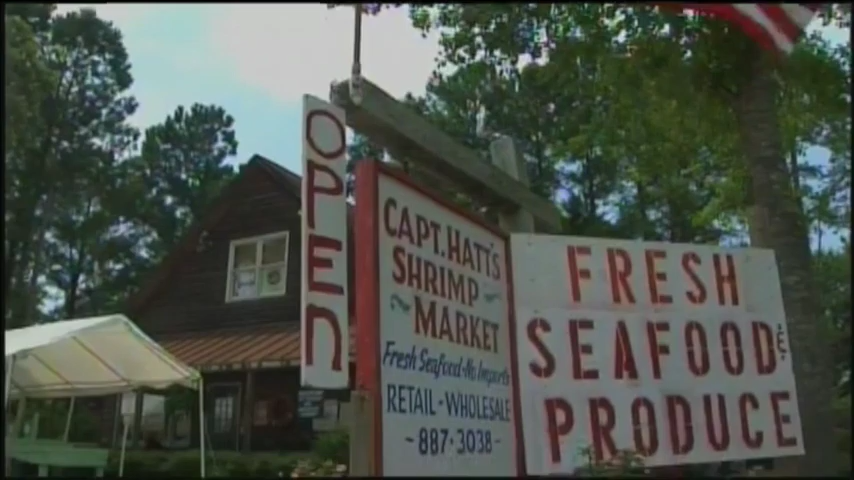 OPEN
CAPT. HATT'S
SHRIMP
MARKET
Fresh Seafood-No Imports
RETAIL-WHOLESALE
-887-3038-
FRESH
SEAFOOD &
PRODUCE